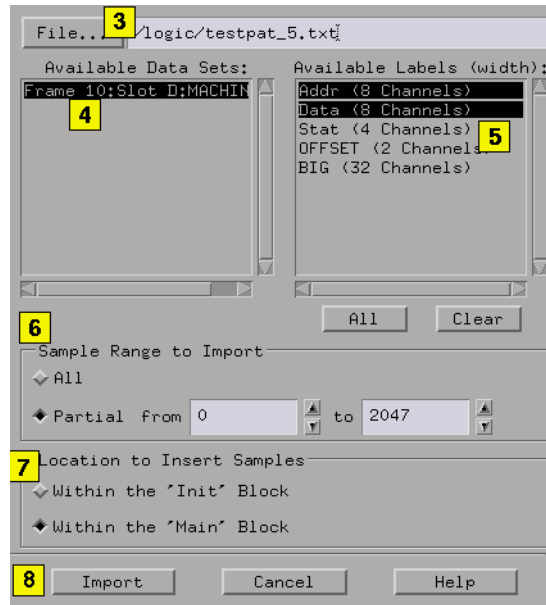 3
File... /logic/testpat_5.txt
Available Data Sets: Available Labels (width):
Frame 10:Slot D:MACHIN Addr (8 Channels)
4 Data (8 Channels)
Stat (4 Channels) 5
OFFSET (2 Channels)
BIG (32 Channels)
All Clear
6
Sample Range to Import
All
Partial from 0 to 2047
7 Location to Insert Samples
Within the "Init" Block
Within the "Main" Block
8 Import Cancel Help